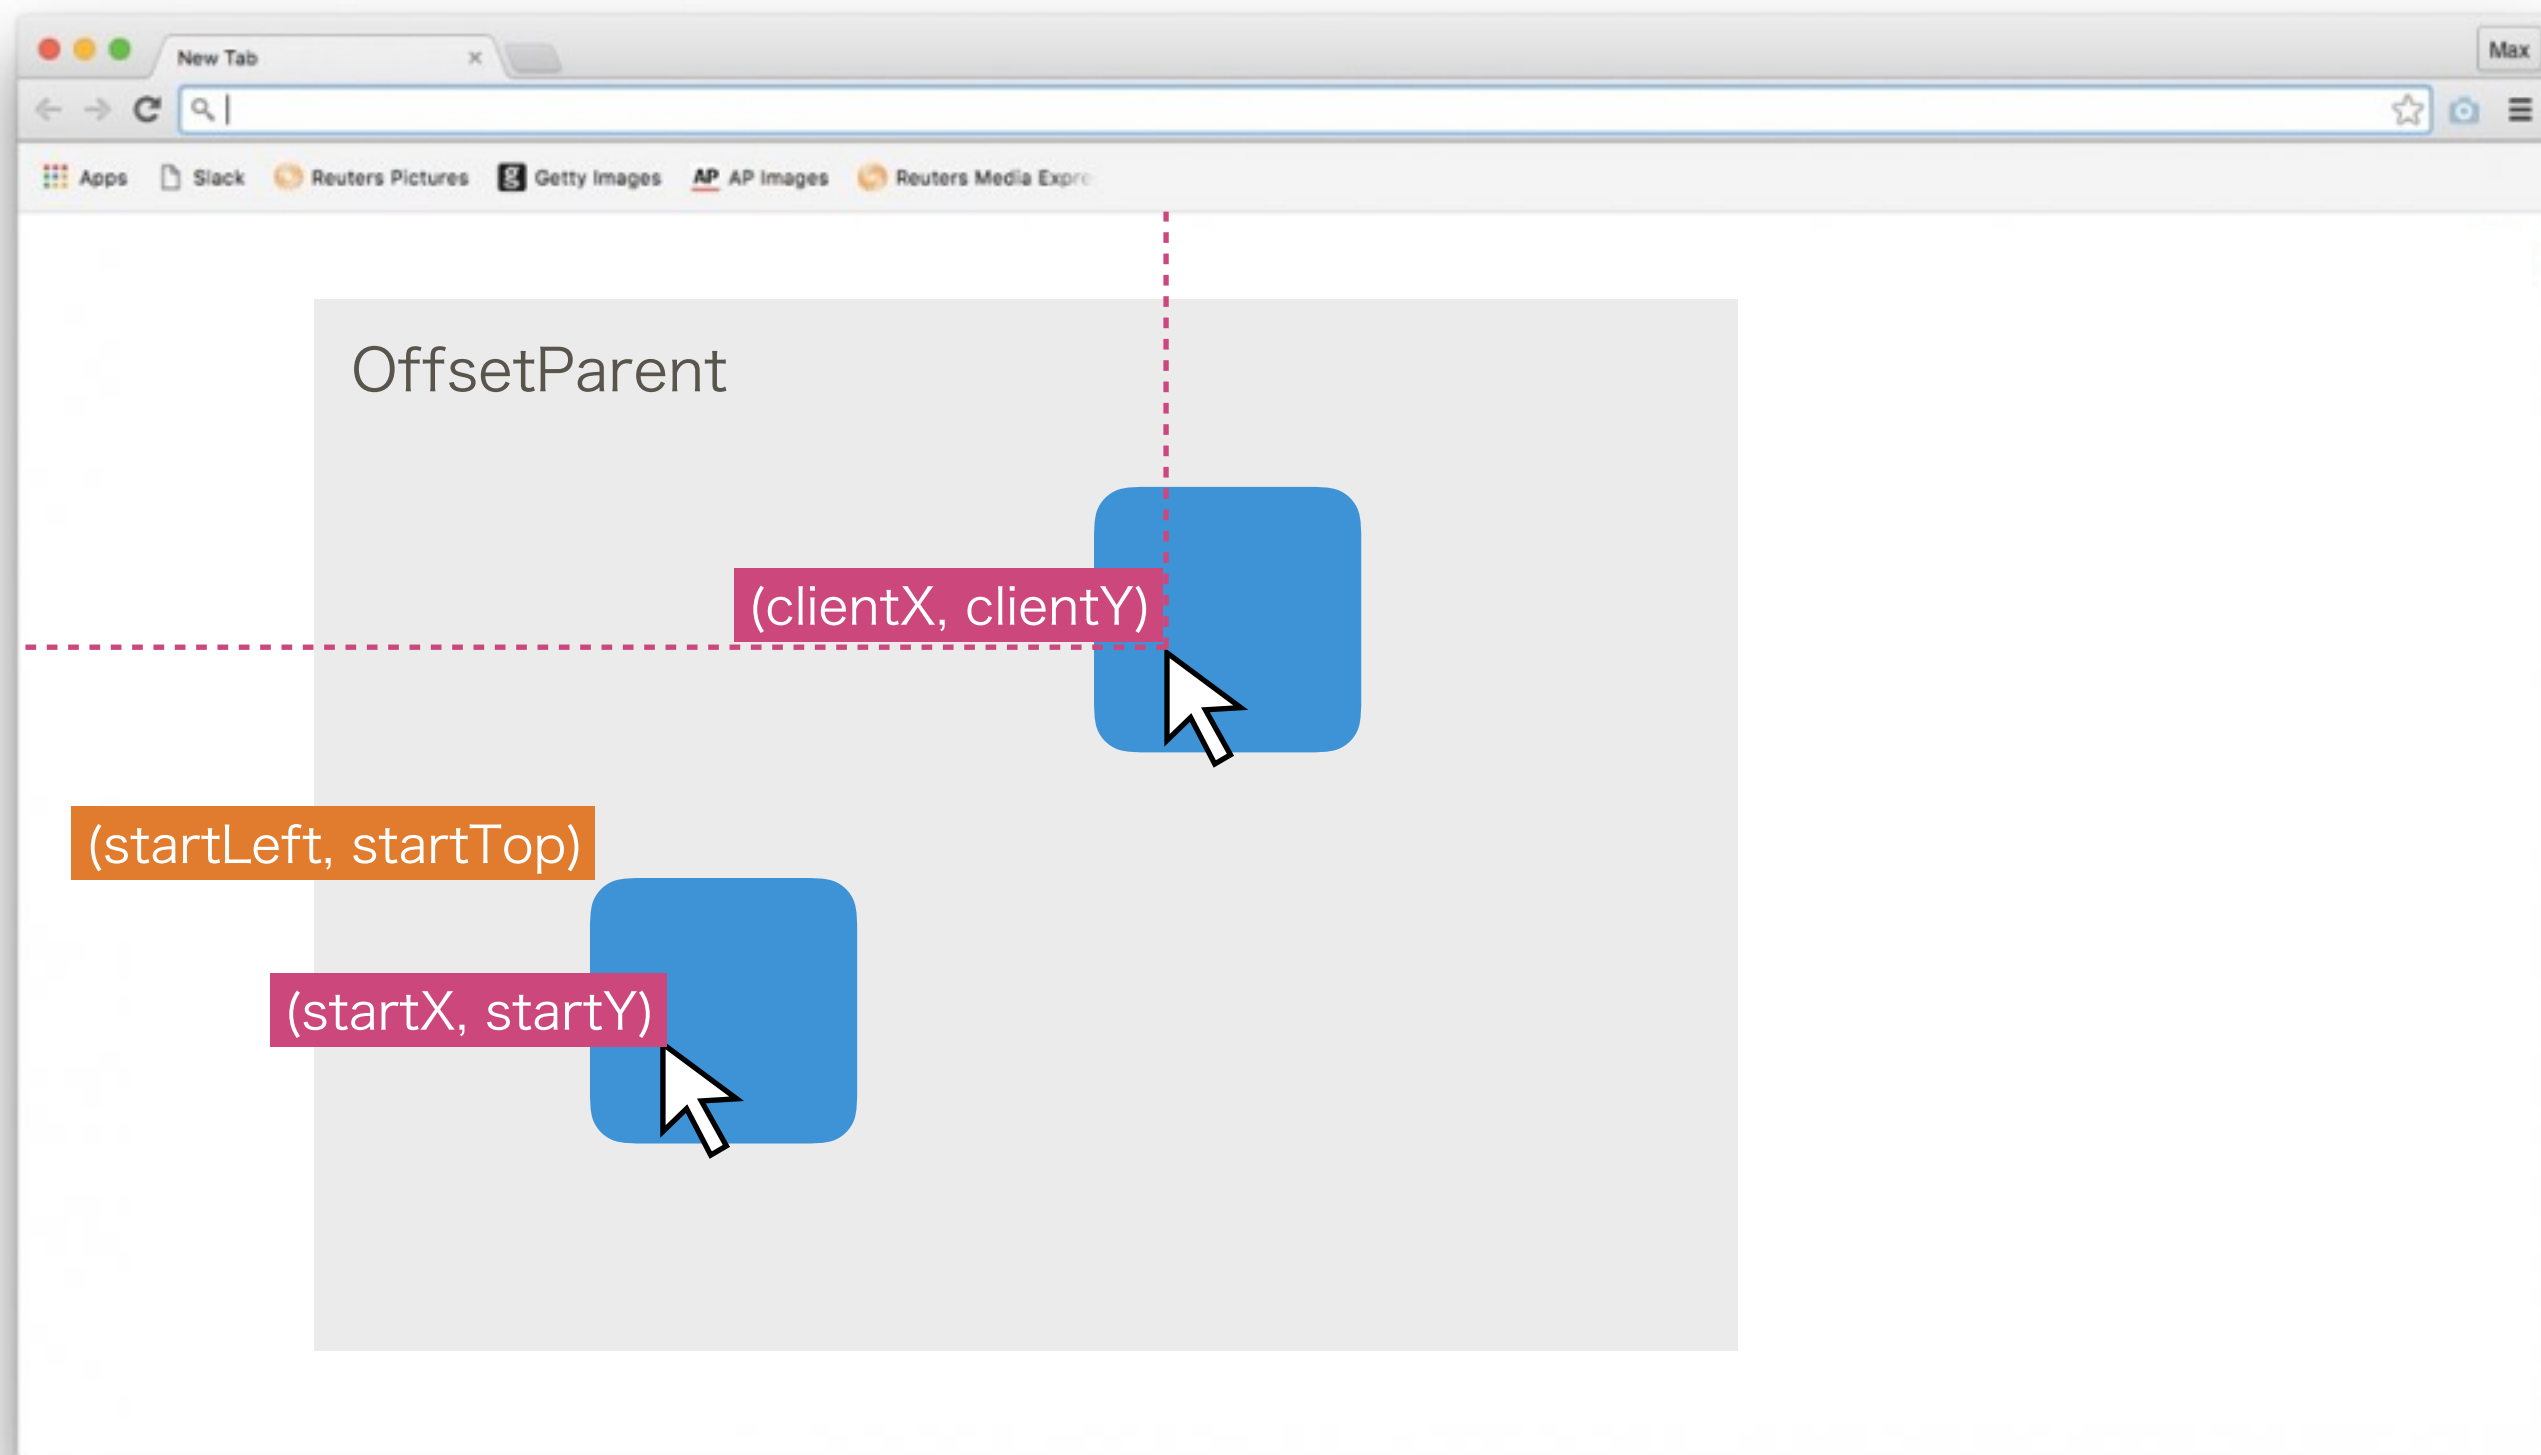 New Tab
Max
Apps Slack Reuters Pictures Getty Images AP AP Images Reuters Media Expre
OffsetParent
(clientX, clientY)
(startLeft, startTop)
(startX, startY)